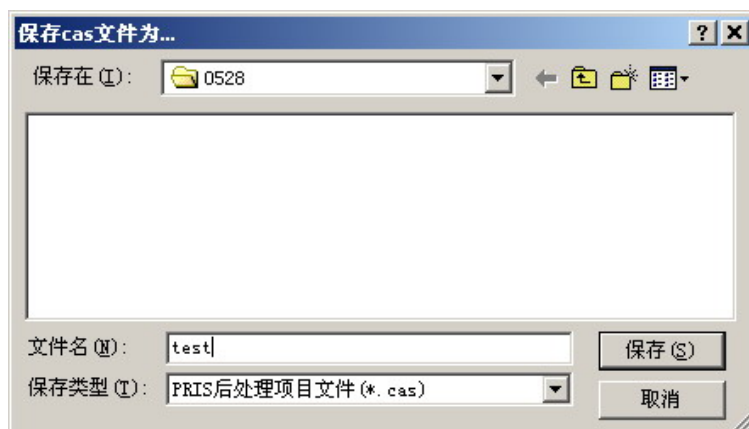 保存cas文件为...
保存在(I):
0528
文件名(N):
test
保存(S)
保存类型(T):
PRIS后处理项目文件(*.cas)
取消